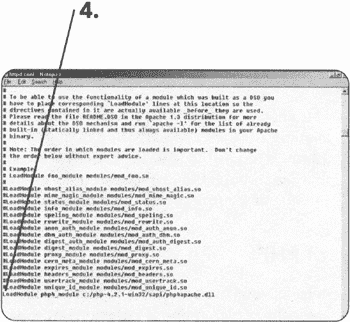 4.
httpd.conf - Notepad
File Edit Search Help
#
# To be able to use the functionality of a module which was built as a DSO you
# have to place corresponding `LoadModule' lines at this location so the
# directives contained in it are actually available _before_ they are used.
# Please read the file README.DSO in the Apache 1.3 distribution for more
# details about the DSO mechanism and run `apache -l' for the list of already
# built-in (statically linked and thus always available) modules in your Apache
# binary.
#
# Note: The order in which modules are loaded is important. Don't change
# the order below without expert advice.
#
# Example:
# LoadModule foo_module modules/mod_foo.so
#
#LoadModule vhost_alias_module modules/mod_vhost_alias.so
#LoadModule mime_magic_module modules/mod_mime_magic.so
#LoadModule status_module modules/mod_status.so
#LoadModule info_module modules/mod_info.so
#LoadModule speling_module modules/mod_speling.so
#LoadModule rewrite_module modules/mod_rewrite.so
#LoadModule anon_auth_module modules/mod_auth_anon.so
#LoadModule dbm_auth_module modules/mod_auth_dbm.so
#LoadModule digest_auth_module modules/mod_auth_digest.so
#LoadModule digest_module modules/mod_digest.so
#LoadModule proxy_module modules/mod_proxy.so
#LoadModule cern_meta_module modules/mod_cern_meta.so
#LoadModule expires_module modules/mod_expires.so
#LoadModule headers_module modules/mod_headers.so
#LoadModule usertrack_module modules/mod_usertrack.so
#LoadModule unique_id_module modules/mod_unique_id.so
LoadModule php4_module c:/php-4.2.1-win32/sapi/php4apache.dll